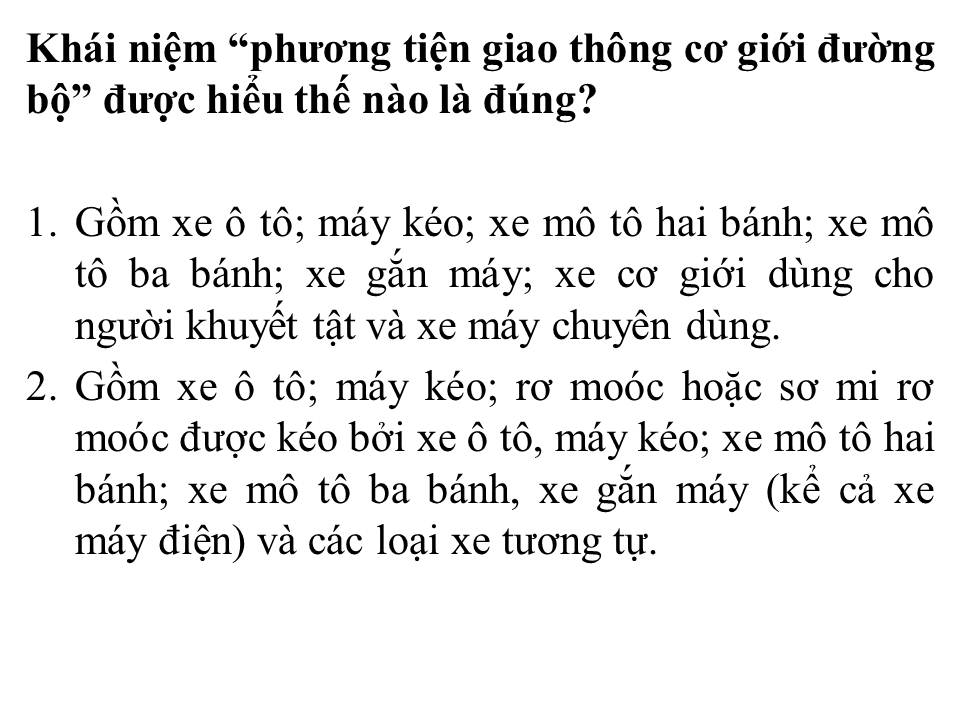 Khái niệm “phương tiện giao thông cơ giới đường
bộ” được hiểu thế nào là đúng?
1. Gồm xe ô tô; máy kéo; xe mô tô hai bánh; xe mô
tô ba bánh; xe gắn máy; xe cơ giới dùng cho
người khuyết tật và xe máy chuyên dùng.
2. Gồm xe ô tô; máy kéo; rơ moóc hoặc sơ mi rơ
moóc được kéo bởi xe ô tô, máy kéo; xe mô tô hai
bánh; xe mô tô ba bánh, xe gắn máy (kể cả xe
máy điện) và các loại xe tương tự.